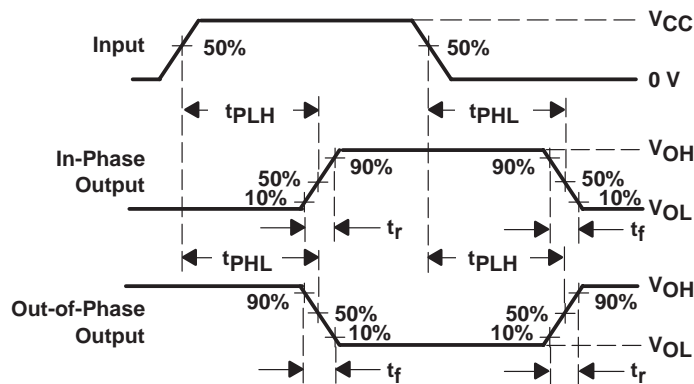 VCC
Input
50%
50%
0 V
tPLH
tPHL
In-Phase
Output
VOH
90%
90%
50%
50%
10%
10%
VOL
tr
tf
tPHL
tPLH
Out-of-Phase
Output
VOH
90%
90%
50%
50%
10%
10%
VOL
tf
tr